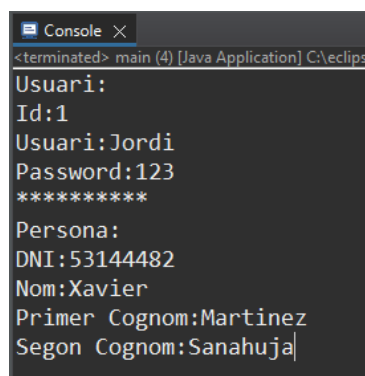 Console
<terminated> main (4) [Java Application] C:\eclips
Usuari:
Id:1
Usuari:Jordi
Password:123
**********
Persona:
DNI:53144482
Nom:Xavier
Primer Cognom:Martinez
Segon Cognom:Sanahuja